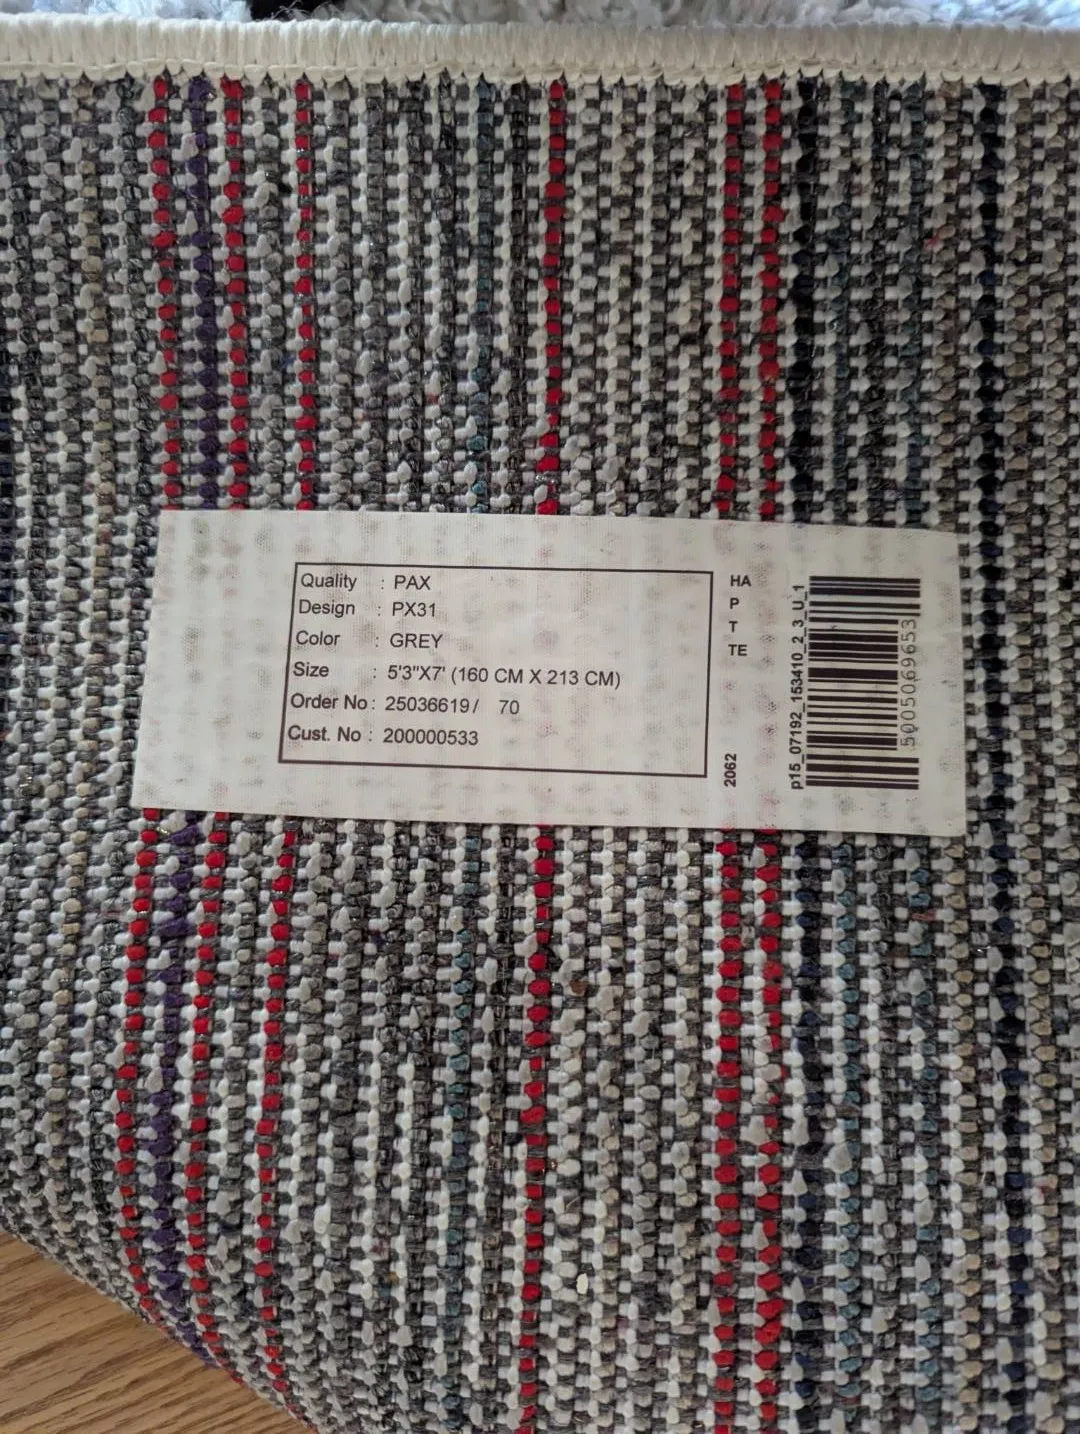 Quality : PAX
Design : PX31
Color : GREY
Size : 5'3"X7' (160 CM X 213 CM)
Order No : 25036619/ 70
Cust. No : 200000533
HA
P
T
TE
2062
p15_07192_153410_2_3_U_1
5005069653